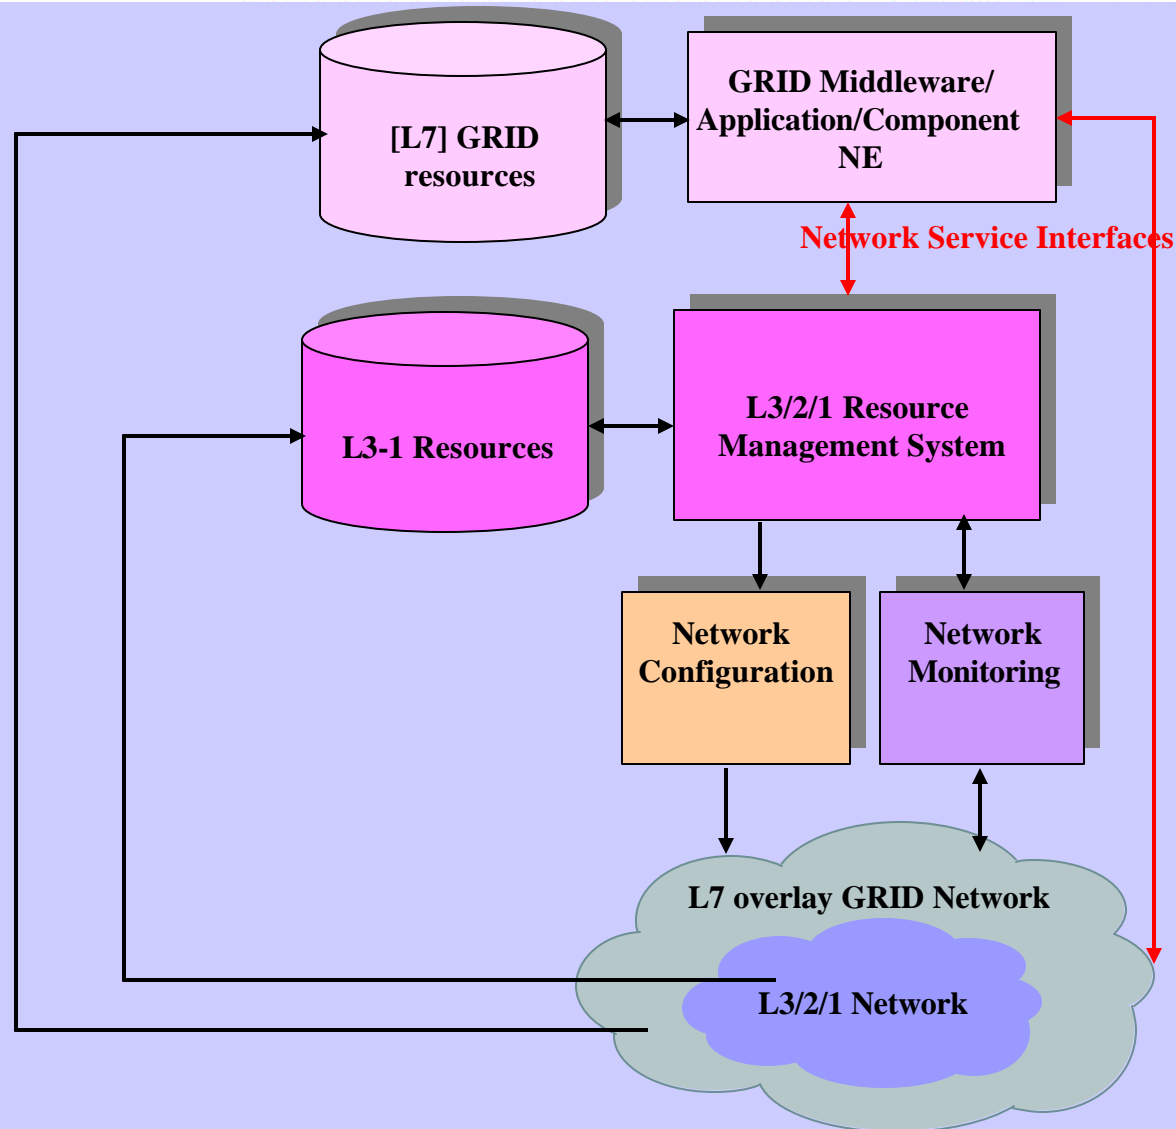 GRID Middleware/
Application/Component
NE
[L7] GRID
resources
Network Service Interfaces
L3/2/1 Resource
Management System
L3-1 Resources
Network
Configuration
Network
Monitoring
L7 overlay GRID Network
L3/2/1 Network